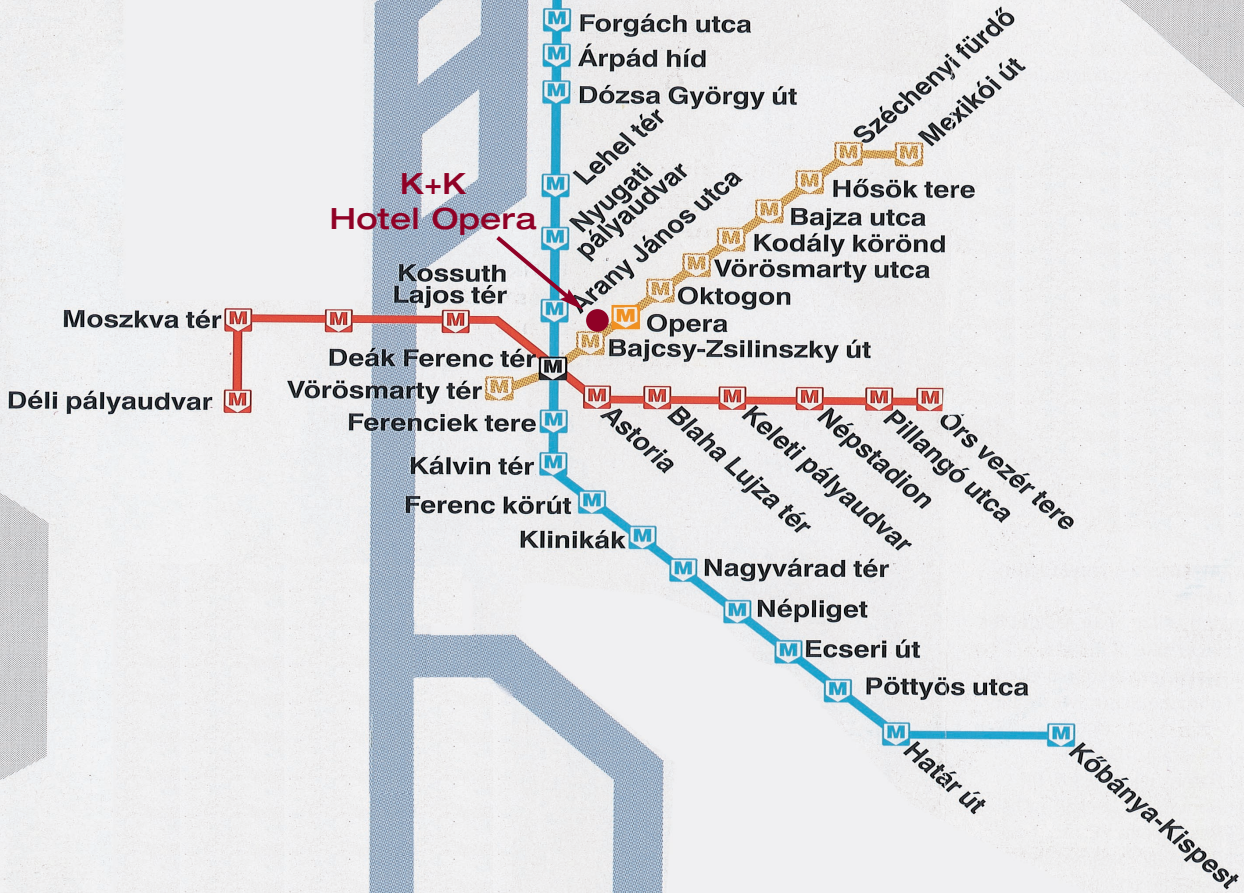 Forgách utca
Árpád híd
Dózsa György út
Lehel tér
Nyugati
pályaudvar
Arany János utca
Széchenyi fürdő
Mexikói út
Hősök tere
Bajza utca
Kodály körönd
Vörösmarty utca
Oktogon
Opera
Bajcsy-Zsilinszky út
K+K
Hotel Opera
Kossuth
Lajos tér
Moszkva tér
Déli pályaudvar
Deák Ferenc tér
Vörösmarty tér
Ferenciek tere
Kálvin tér
Ferenc körút
Klinikák
Astoria
Blaha Lujza tér
Keleti pályaudvar
Népstadion
Pillangó utca
Örs vezér tere
Nagyvárad tér
Népliget
Ecseri út
Pöttyös utca
Határ út
Kőbánya-Kispest